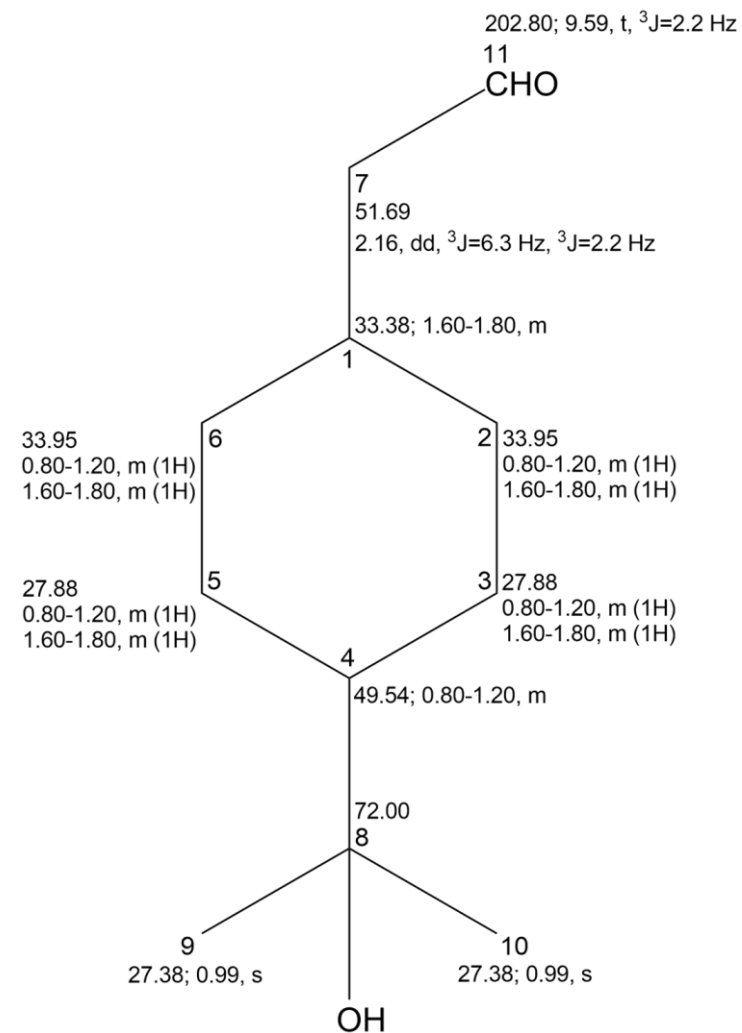 202.80; 9.59, t, ³J=2.2 Hz
11
CHO
7
51.69
2.16, dd, ³J=6.3 Hz, ³J=2.2 Hz
33.38; 1.60-1.80, m
1
33.95
0.80-1.20, m (1H)
1.60-1.80, m (1H)
6
2
33.95
0.80-1.20, m (1H)
1.60-1.80, m (1H)
27.88
0.80-1.20, m (1H)
1.60-1.80, m (1H)
5
3
27.88
0.80-1.20, m (1H)
1.60-1.80, m (1H)
4
49.54; 0.80-1.20, m
72.00
8
9
27.38; 0.99, s
10
27.38; 0.99, s
OH